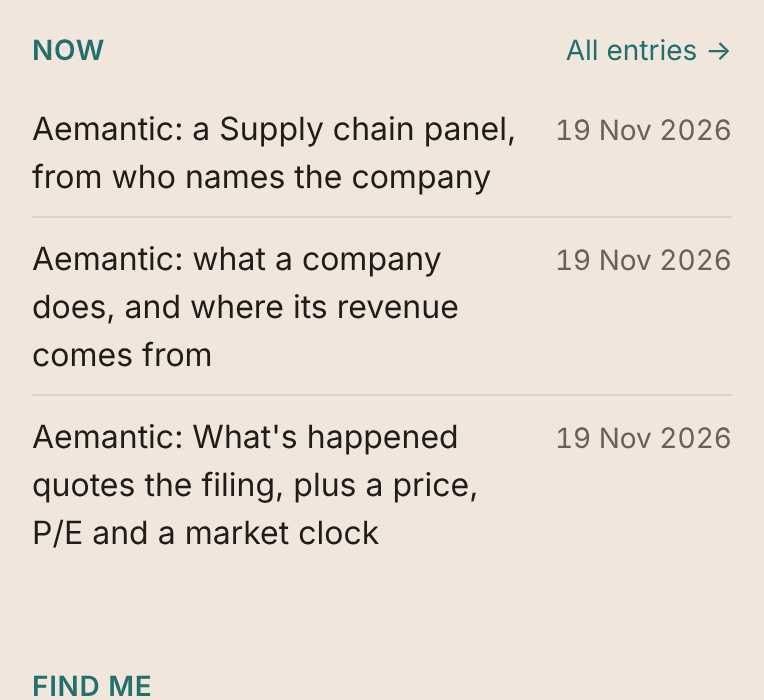 NOW
All entries →
Aemantic: a Supply chain panel,
from who names the company
19 Nov 2026
Aemantic: what a company
does, and where its revenue
comes from
19 Nov 2026
Aemantic: What's happened
quotes the filing, plus a price,
P/E and a market clock
19 Nov 2026
FIND ME